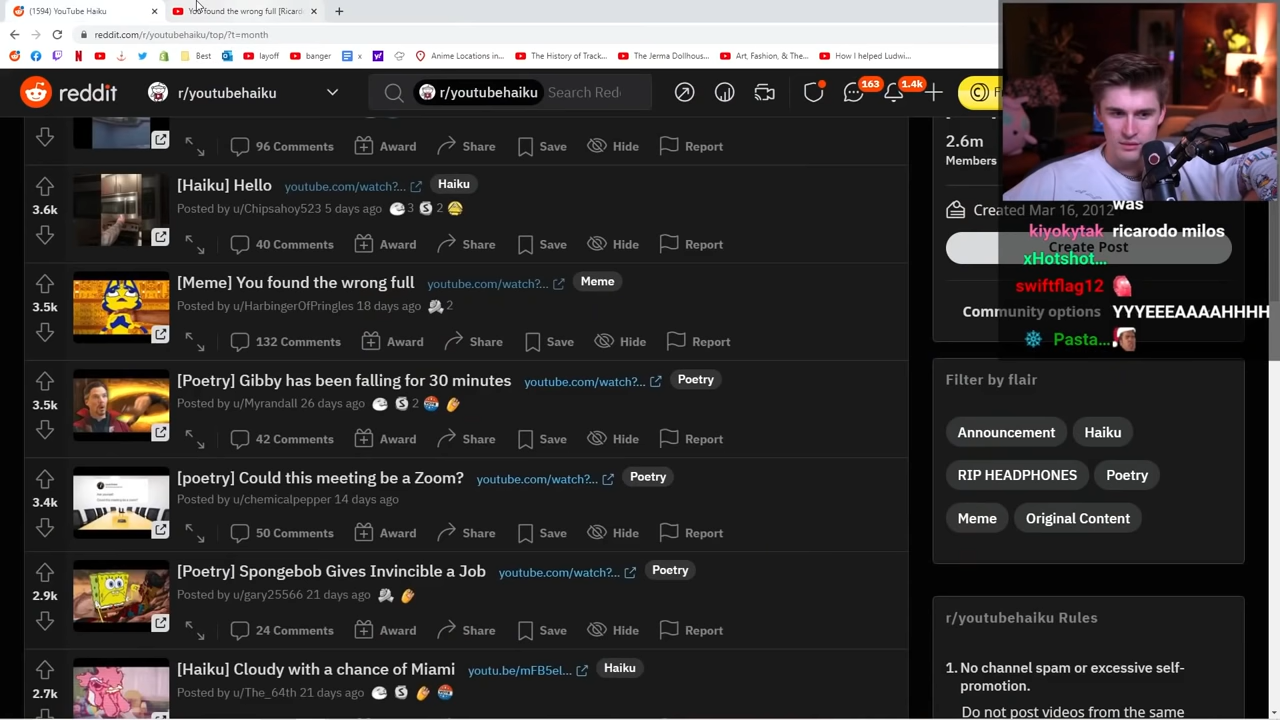 (1594) YouTube Haiku
You found the wrong full [Ricard
reddit.com/r/youtubehaiku/top/?t=month
Best
layoff
banger
x
Anime Locations in...
The History of Track...
The Jerma Dollhous...
Art, Fashion, & The...
How I helped Ludwi...
reddit
r/youtubehaiku
r/youtubehaiku
Search Red
163
1.4k
96 Comments
Award
Share
Save
Hide
Report
3.6k
[Haiku] Hello
youtube.com/watch?...
Haiku
Posted by u/Chipsahoy523 5 days ago
3
2
40 Comments
Award
Share
Save
Hide
Report
3.5k
[Meme] You found the wrong full
youtube.com/watch?...
Meme
Posted by u/HarbingerOfPringles 18 days ago
2
132 Comments
Award
Share
Save
Hide
Report
3.5k
[Poetry] Gibby has been falling for 30 minutes
youtube.com/watch?...
Poetry
Posted by u/Myrandall 26 days ago
2
42 Comments
Award
Share
Save
Hide
Report
3.4k
[poetry] Could this meeting be a Zoom?
youtube.com/watch?...
Poetry
Posted by u/chemicalpepper 14 days ago
50 Comments
Award
Share
Save
Hide
Report
2.9k
[Poetry] Spongebob Gives Invincible a Job
youtube.com/watch?...
Poetry
Posted by u/gary25566 21 days ago
24 Comments
Award
Share
Save
Hide
Report
2.7k
[Haiku] Cloudy with a chance of Miami
youtu.be/mFB5el...
Haiku
Posted by u/The_64th 21 days ago
2.6m
Members
Created Mar 16, 2012
Create Post
Community options
was
kiyokytak ricarodo milos
xHotshot...
swiftflag12
YYYEEEAAAAHHHH
Pasta...
Filter by flair
Announcement
Haiku
RIP HEADPHONES
Poetry
Meme
Original Content
r/youtubehaiku Rules
1. No channel spam or excessive self-
promotion.
Do not post videos from the same